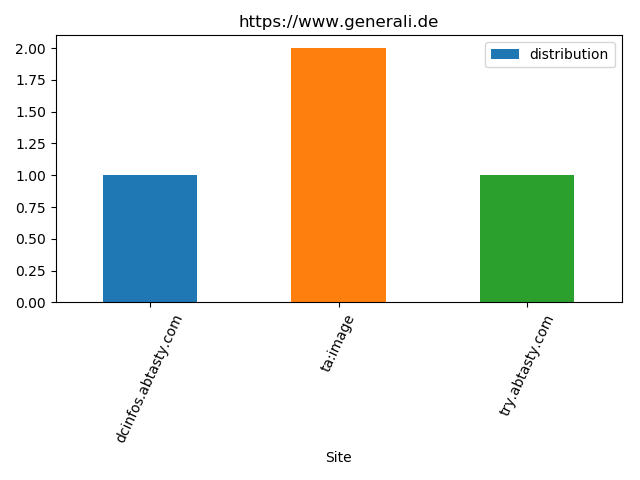 https://www.generali.de
distribution
2.00
1.75
1.50
1.25
1.00
0.75
0.50
0.25
0.00
dcinfos.abtasty.com
ta:image
try.abtasty.com
Site